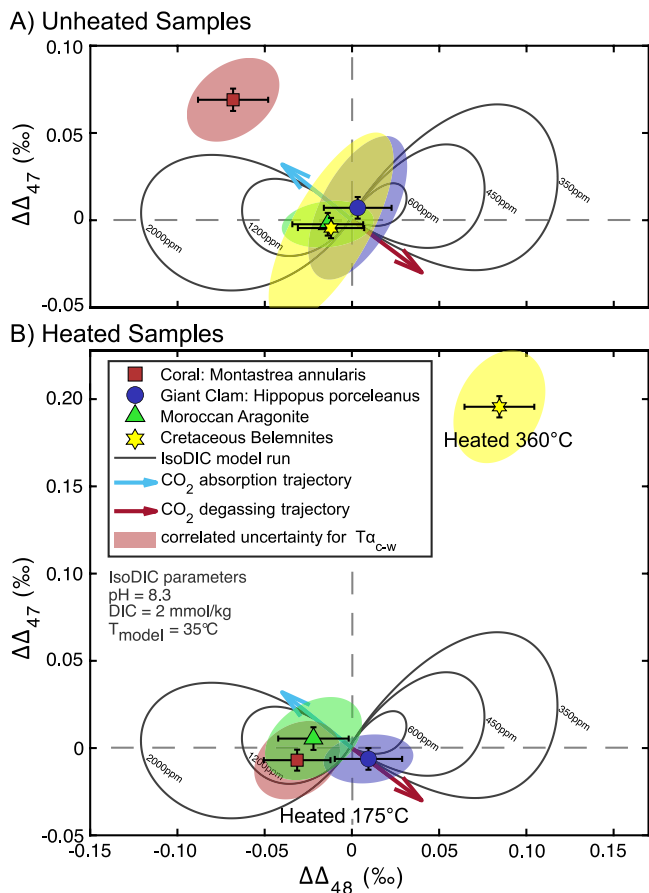 A) Unheated Samples
0.10
0.05
0
-0.05
ΔΔ47 (‰)
2000ppm
1200ppm
600ppm
450ppm
350ppm
B) Heated Samples
0.20
0.15
0.10
0.05
0
-0.05
ΔΔ47 (‰)
Coral: Montastrea annularis
Giant Clam: Hippopus porceleanus
Moroccan Aragonite
Cretaceous Belemnites
IsoDIC model run
CO2 absorption trajectory
CO2 degassing trajectory
correlated uncertainty for Tαc-w
Heated 360°C
IsoDIC parameters
pH = 8.3
DIC = 2 mmol/kg
Tmodel = 35°C
2000ppm
1200ppm
600ppm
450ppm
350ppm
Heated 175°C
-0.15
-0.10
-0.05
0
0.05
0.10
0.15
ΔΔ48 (‰)